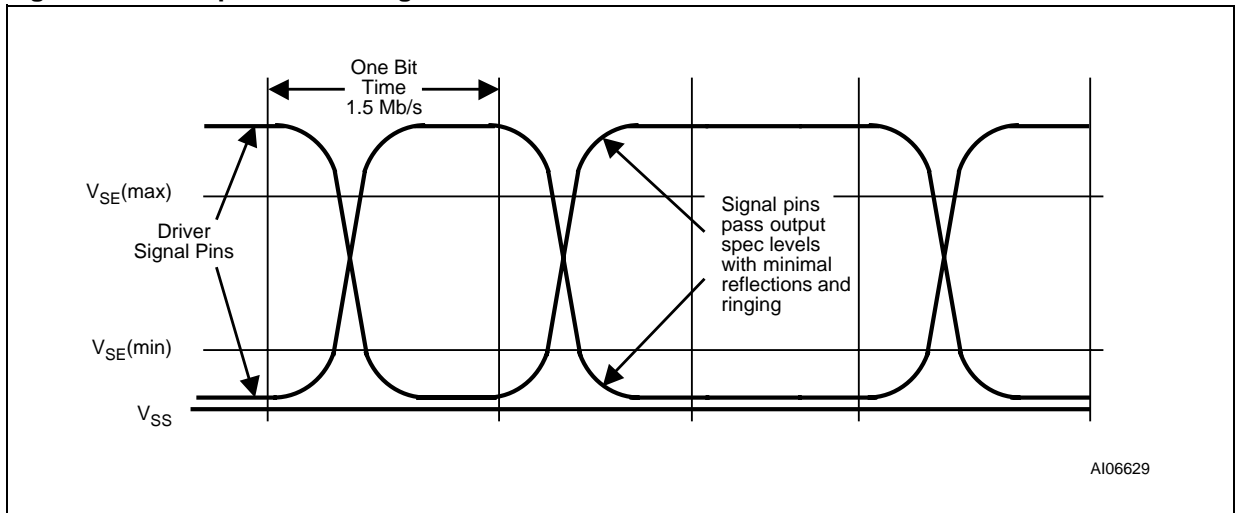 One Bit
Time
1.5 Mb/s
V_SE(max)
Driver
Signal Pins
Signal pins
pass output
spec levels
with minimal
reflections and
ringing
V_SE(min)
V_SS
AI06629